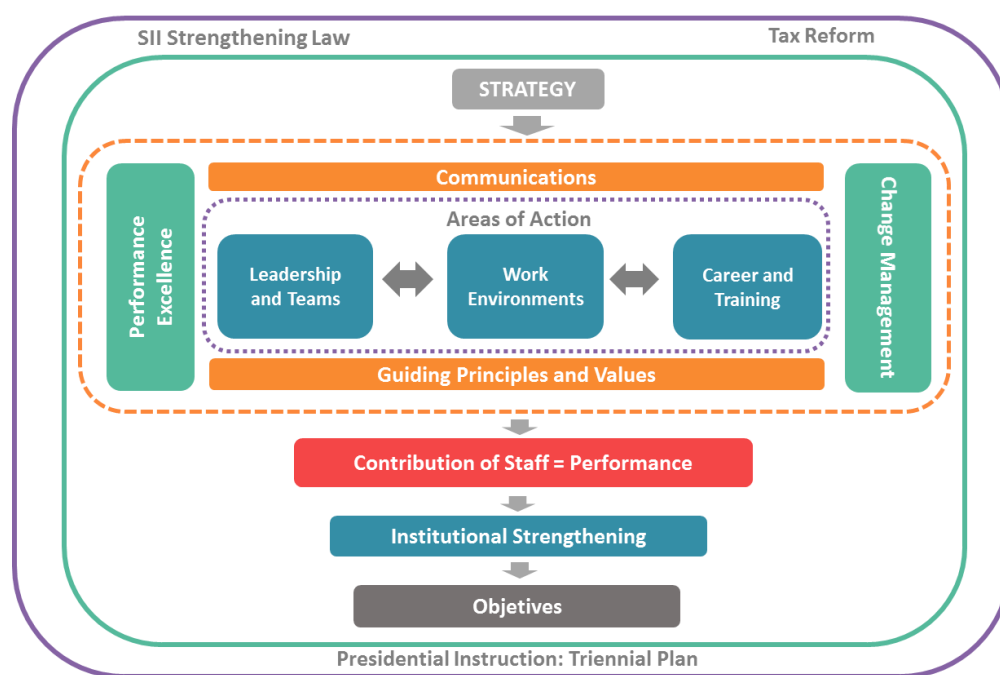 SII Strengthening Law
Tax Reform
STRATEGY
Performance
Excellence
Communications
Areas of Action
Leadership
and Teams
Work
Environments
Career and
Training
Guiding Principles and Values
Change Management
Contribution of Staff = Performance
Institutional Strengthening
Objetives
Presidential Instruction: Triennial Plan